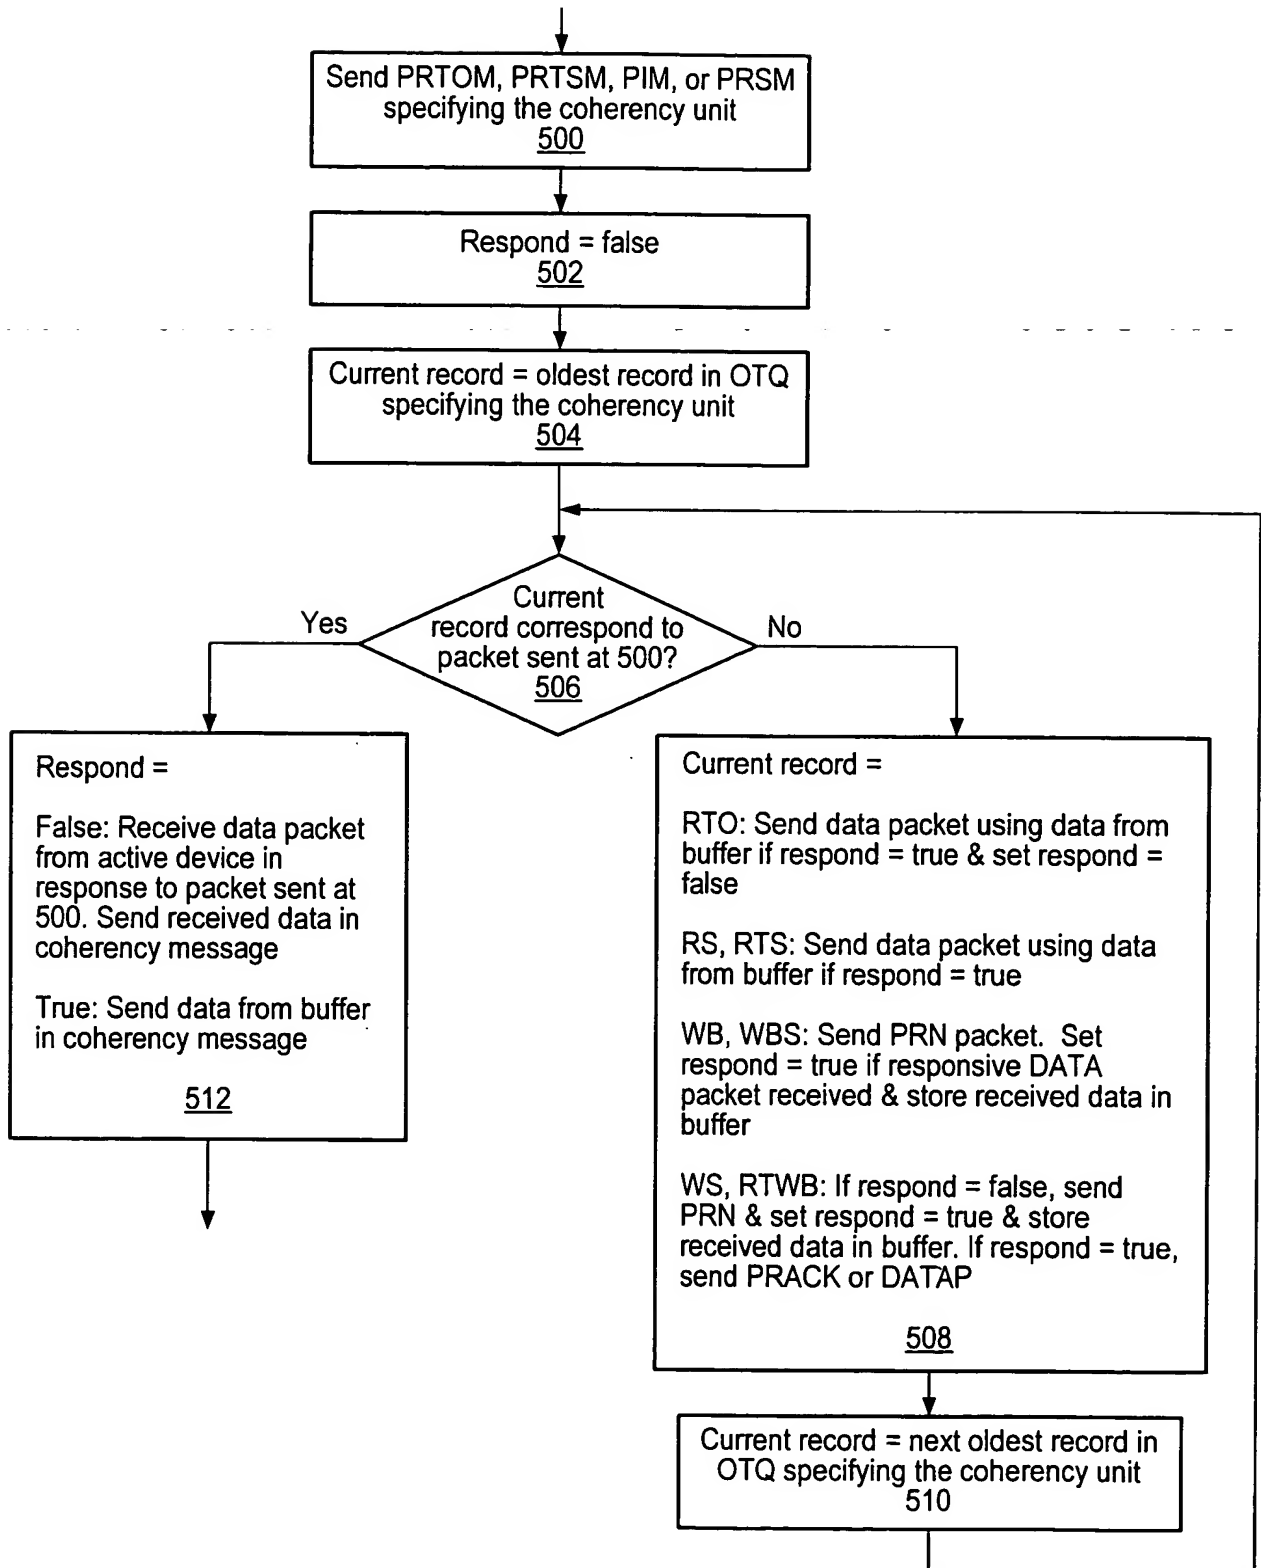 Send PRTOM, PRTSM, PIM, or PRSM
specifying the coherency unit
500
Respond = false
502
Current record = oldest record in OTQ
specifying the coherency unit
504
Current
record correspond to
packet sent at 500?
506
Yes
No
Respond =
False: Receive data packet
from active device in
response to packet sent at
500. Send received data in
coherency message
True: Send data from buffer
in coherency message
512
Current record =
RTO: Send data packet using data from
buffer if respond = true & set respond =
false
RS, RTS: Send data packet using data
from buffer if respond = true
WB, WBS: Send PRN packet. Set
respond = true if responsive DATA
packet received & store received data in
buffer
WS, RTWB: If respond = false, send
PRN & set respond = true & store
received data in buffer. If respond = true,
send PRACK or DATAP
508
Current record = next oldest record in
OTQ specifying the coherency unit
510